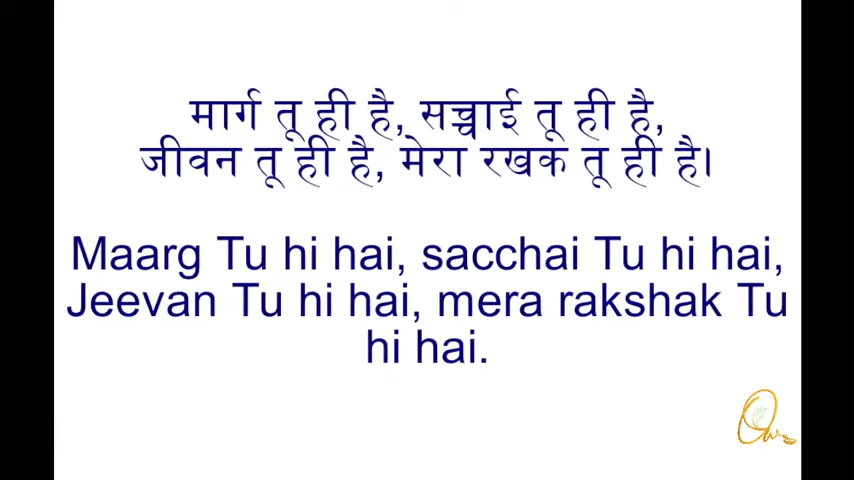 मार्ग तू ही है, सच्चाई तू ही है,
जीवन तू ही है, मेरा रखक तू ही है।
Maarg Tu hi hai, sacchai Tu hi hai,
Jeevan Tu hi hai, mera rakshak Tu
hi hai.